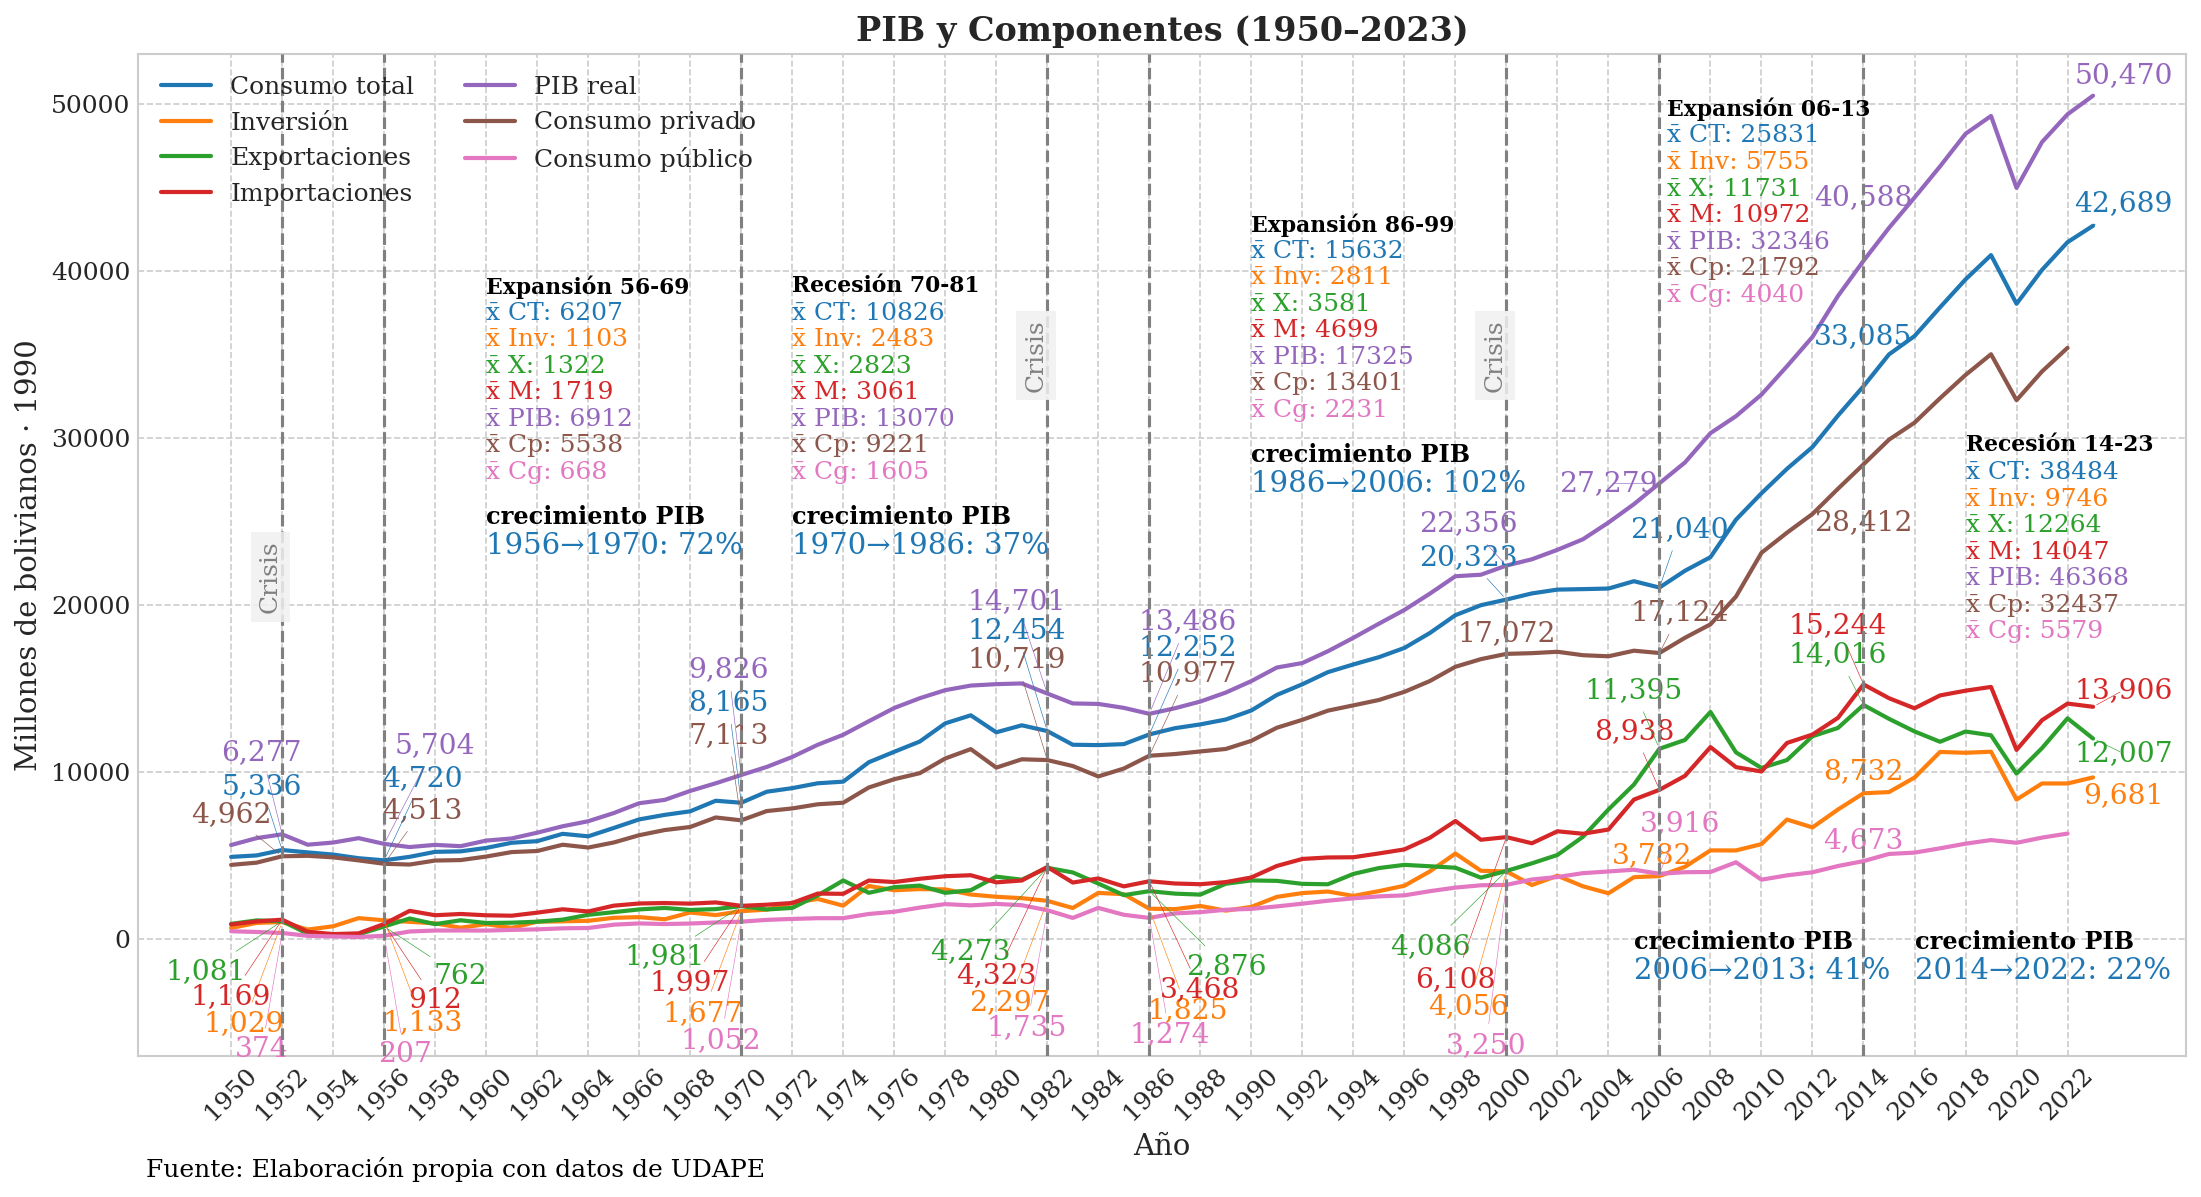 PIB y Componentes (1950–2023)
Consumo total
Inversión
Exportaciones
Importaciones
PIB real
Consumo privado
Consumo público
Millones de bolivianos · 1990
50000
40000
30000
20000
10000
0
Crisis
6,277
5,336
4,962
5,704
4,720
4,513
1,081
1,169
1,029
374
762
912
1,133
207
Expansión 56-69
x̄ CT: 6207
x̄ Inv: 1103
x̄ X: 1322
x̄ M: 1719
x̄ PIB: 6912
x̄ Cp: 5538
x̄ Cg: 668
crecimiento PIB
1956→1970: 72%
9,826
8,165
7,113
1,981
1,997
1,677
1,052
Recesión 70-81
x̄ CT: 10826
x̄ Inv: 2483
x̄ X: 2823
x̄ M: 3061
x̄ PIB: 13070
x̄ Cp: 9221
x̄ Cg: 1605
crecimiento PIB
1970→1986: 37%
Crisis
14,701
12,454
10,719
4,273
4,323
2,297
1,735
13,486
12,252
10,977
2,876
3,468
1,825
1,274
Expansión 86-99
x̄ CT: 15632
x̄ Inv: 2811
x̄ X: 3581
x̄ M: 4699
x̄ PIB: 17325
x̄ Cp: 13401
x̄ Cg: 2231
crecimiento PIB
1986→2006: 102%
Crisis
22,356
20,323
17,072
4,086
6,108
4,056
3,250
27,279
21,040
17,124
11,395
8,938
3,916
3,782
Expansión 06-13
x̄ CT: 25831
x̄ Inv: 5755
x̄ X: 11731
x̄ M: 10972
x̄ PIB: 32346
x̄ Cp: 21792
x̄ Cg: 4040
crecimiento PIB
2006→2013: 41%
40,588
33,085
28,412
15,244
14,016
8,732
4,673
Recesión 14-23
x̄ CT: 38484
x̄ Inv: 9746
x̄ X: 12264
x̄ M: 14047
x̄ PIB: 46368
x̄ Cp: 32437
x̄ Cg: 5579
crecimiento PIB
2014→2022: 22%
50,470
42,689
13,906
12,007
9,681
1950
1952
1954
1956
1958
1960
1962
1964
1966
1968
1970
1972
1974
1976
1978
1980
1982
1984
1986
1988
1990
1992
1994
1996
1998
2000
2002
2004
2006
2008
2010
2012
2014
2016
2018
2020
2022
Año
Fuente: Elaboración propia con datos de UDAPE